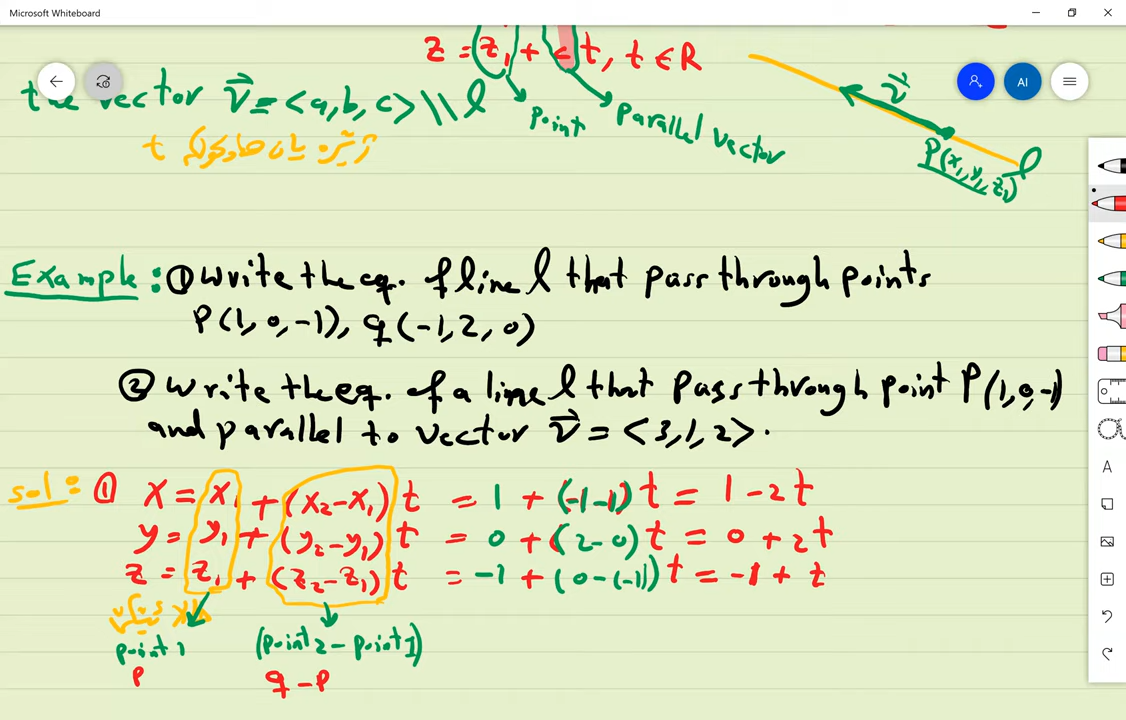 Microsoft Whiteboard
z = z₁ + c t, t ∈ R
the vector v⃗ = <a, b, c> \\ l
point
Parallel vector
v⃗
P(x₁, y₁, z₁)
l
t
AI
Example: ① write the eq. of line l that pass through points
P(1, 0, -1), q(-1, 2, 0)
② write the eq. of a line l that pass through point P(1, 0, -1)
and parallel to vector v⃗ = <3, 1, 2>.
sol: ① x = x₁ + (x₂ - x₁) t = 1 + (-1-1) t = 1 - 2t
y = y₁ + (y₂ - y₁) t = 0 + (2-0) t = 0 + 2t
z = z₁ + (z₂ - z₁) t = -1 + (0-(-1)) t = -1 + t
point 1
(point 2 - point 1)
P
q - P
A